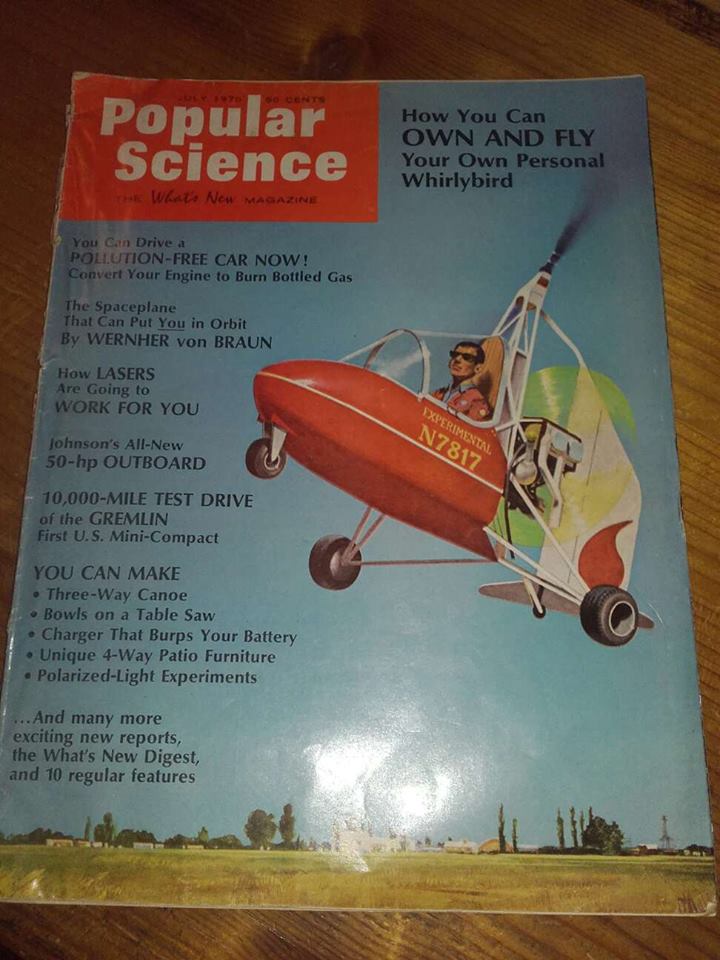 JULY 1970 50 CENTS
Popular
Science
THE What's New MAGAZINE
How You Can
OWN AND FLY
Your Own Personal
Whirlybird
You Can Drive a
POLLUTION-FREE CAR NOW!
Convert Your Engine to Burn Bottled Gas
The Spaceplane
That Can Put You in Orbit
By WERNHER von BRAUN
How LASERS
Are Going to
WORK FOR YOU
Johnson's All-New
50-hp OUTBOARD
10,000-MILE TEST DRIVE
of the GREMLIN
First U.S. Mini-Compact
YOU CAN MAKE
• Three-Way Canoe
• Bowls on a Table Saw
• Charger That Burps Your Battery
• Unique 4-Way Patio Furniture
• Polarized-Light Experiments
...And many more
exciting new reports,
the What's New Digest,
and 10 regular features
EXPERIMENTAL
N7817